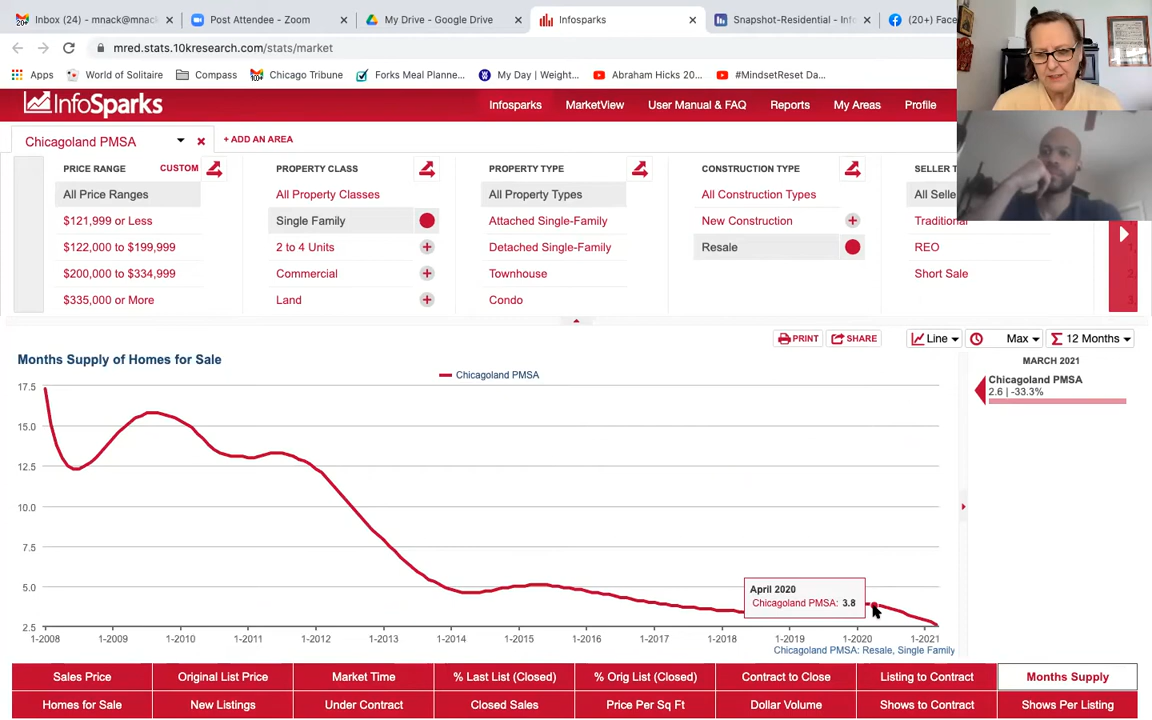 Inbox (24) - mnack@mnack
Post Attendee - Zoom
My Drive - Google Drive
Infosparks
Snapshot-Residential - Inf
(20+) Fac
mred.stats.10kresearch.com/stats/market
Apps
World of Solitaire
Compass
Chicago Tribune
Forks Meal Planne...
My Day | Weight...
Abraham Hicks 20...
#MindsetReset Da...
InfoSparks
Infosparks
MarketView
User Manual & FAQ
Reports
My Areas
Profile
Chicagoland PMSA
+ ADD AN AREA
PRICE RANGE
CUSTOM
All Price Ranges
$121,999 or Less
$122,000 to $199,999
$200,000 to $334,999
$335,000 or More
PROPERTY CLASS
All Property Classes
Single Family
2 to 4 Units
Commercial
Land
PROPERTY TYPE
All Property Types
Attached Single-Family
Detached Single-Family
Townhouse
Condo
CONSTRUCTION TYPE
All Construction Types
New Construction
Resale
SELLER T
All Selle
Traditional
REO
Short Sale
PRINT
SHARE
Line
Max
12 Months
Months Supply of Homes for Sale
Chicagoland PMSA
MARCH 2021
Chicagoland PMSA
2.6 | -33.3%
17.5
15.0
12.5
10.0
7.5
5.0
2.5
April 2020
Chicagoland PMSA: 3.8
1-2008 1-2009 1-2010 1-2011 1-2012 1-2013 1-2014 1-2015 1-2016 1-2017 1-2018 1-2019 1-2020 1-2021
Chicagoland PMSA: Resale, Single Family
Sales Price
Original List Price
Market Time
% Last List (Closed)
% Orig List (Closed)
Contract to Close
Listing to Contract
Months Supply
Homes for Sale
New Listings
Under Contract
Closed Sales
Price Per Sq Ft
Dollar Volume
Shows to Contract
Shows Per Listing